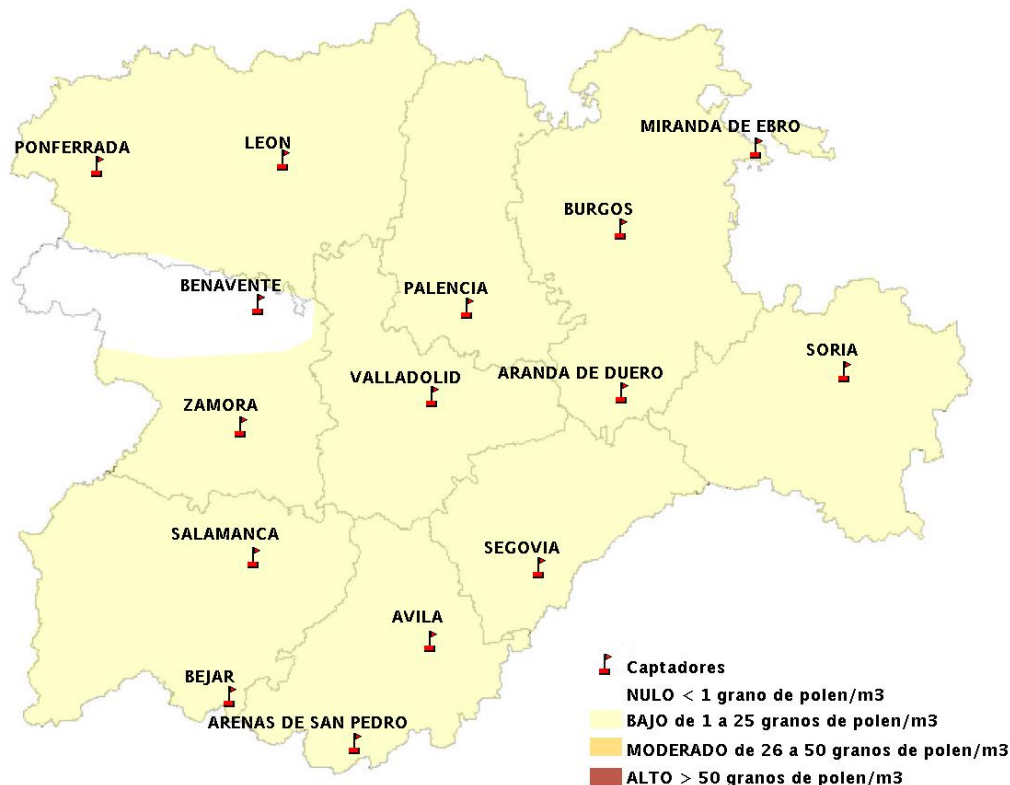 MIRANDA DE EBRO
PONFERRADA
LEON
BURGOS
BENAVENTE
PALENCIA
SORIA
VALLADOLID
ARANDA DE DUERO
ZAMORA
SALAMANCA
SEGOVIA
AVILA
BEJAR
ARENAS DE SAN PEDRO
Captadores
NULO < 1 grano de polen/m3
BAJO de 1 a 25 granos de polen/m3
MODERADO de 26 a 50 granos de polen/m3
ALTO > 50 granos de polen/m3